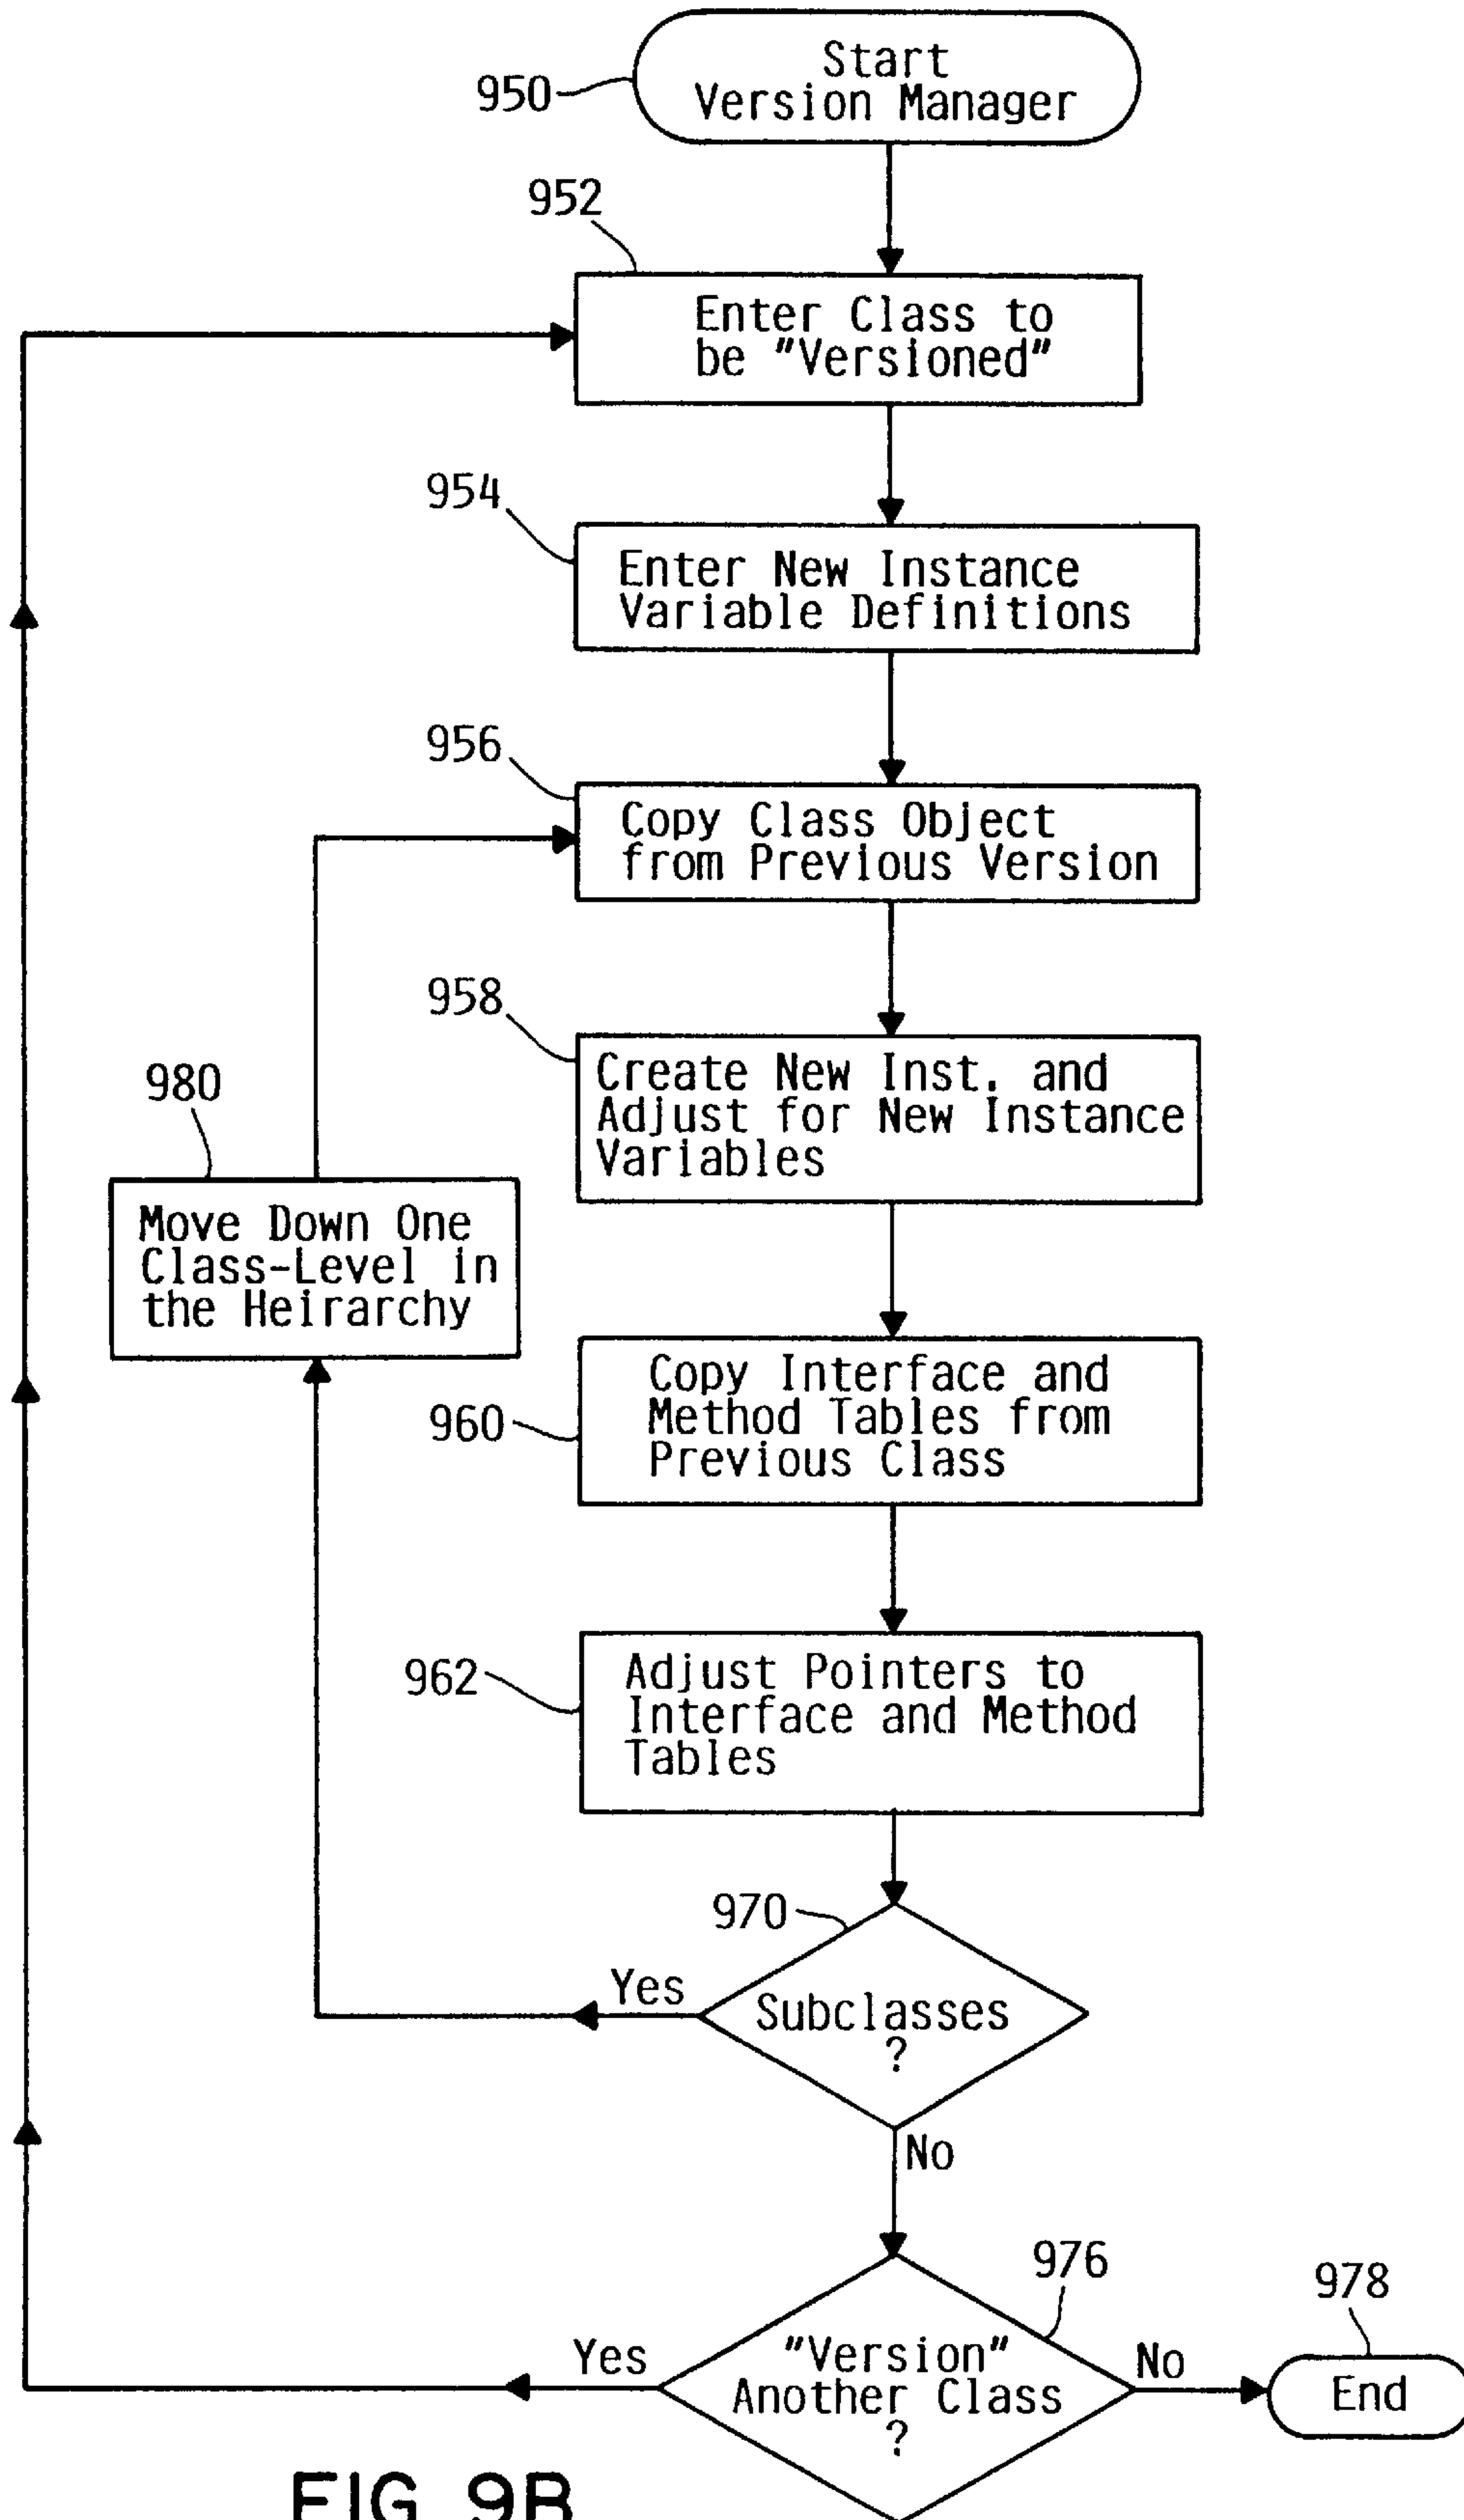 Start
Version Manager
950
952
Enter Class to
be "Versioned"
954
Enter New Instance
Variable Definitions
956
Copy Class Object
from Previous Version
958
Create New Inst. and
Adjust for New Instance
Variables
980
Move Down One
Class-Level in
the Heirarchy
Copy Interface and
Method Tables from
Previous Class
960
Adjust Pointers to
Interface and Method
Tables
962
970
Yes
Subclasses
?
No
976
978
Yes
"Version"
Another Class
?
No
End
FIG. 9B